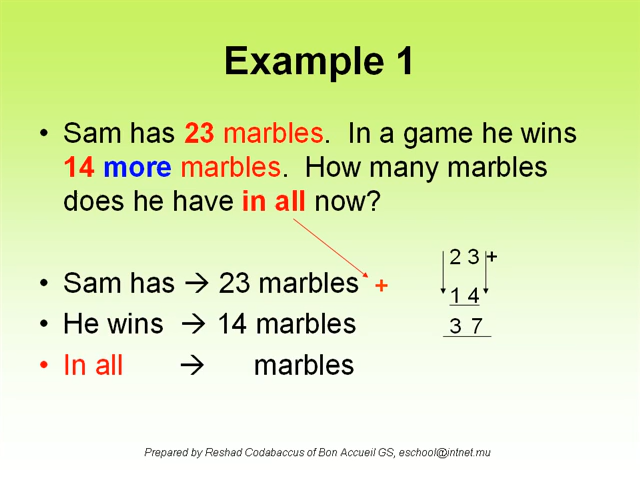 Example 1
• Sam has 23 marbles. In a game he wins
14 more marbles. How many marbles
does he have in all now?
2 3 +
• Sam has → 23 marbles +
1 4
• He wins → 14 marbles
3 7
• In all → marbles
Prepared by Reshad Codabaccus of Bon Accueil GS, eschool@intnet.mu